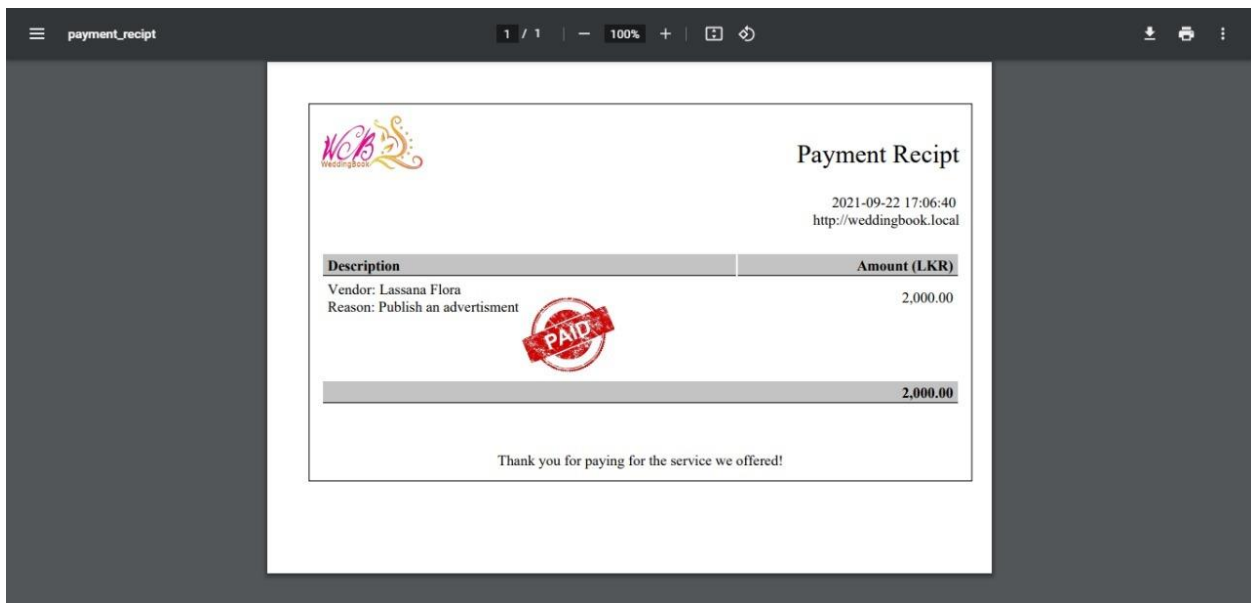 payment_recipt
1 / 1
100%
WCB
WeddingBook
Payment Recipt
2021-09-22 17:06:40
http://weddingbook.local
Description Amount (LKR)
Vendor: Lassana Flora 2,000.00
Reason: Publish an advertisment
PAID
2,000.00
Thank you for paying for the service we offered!